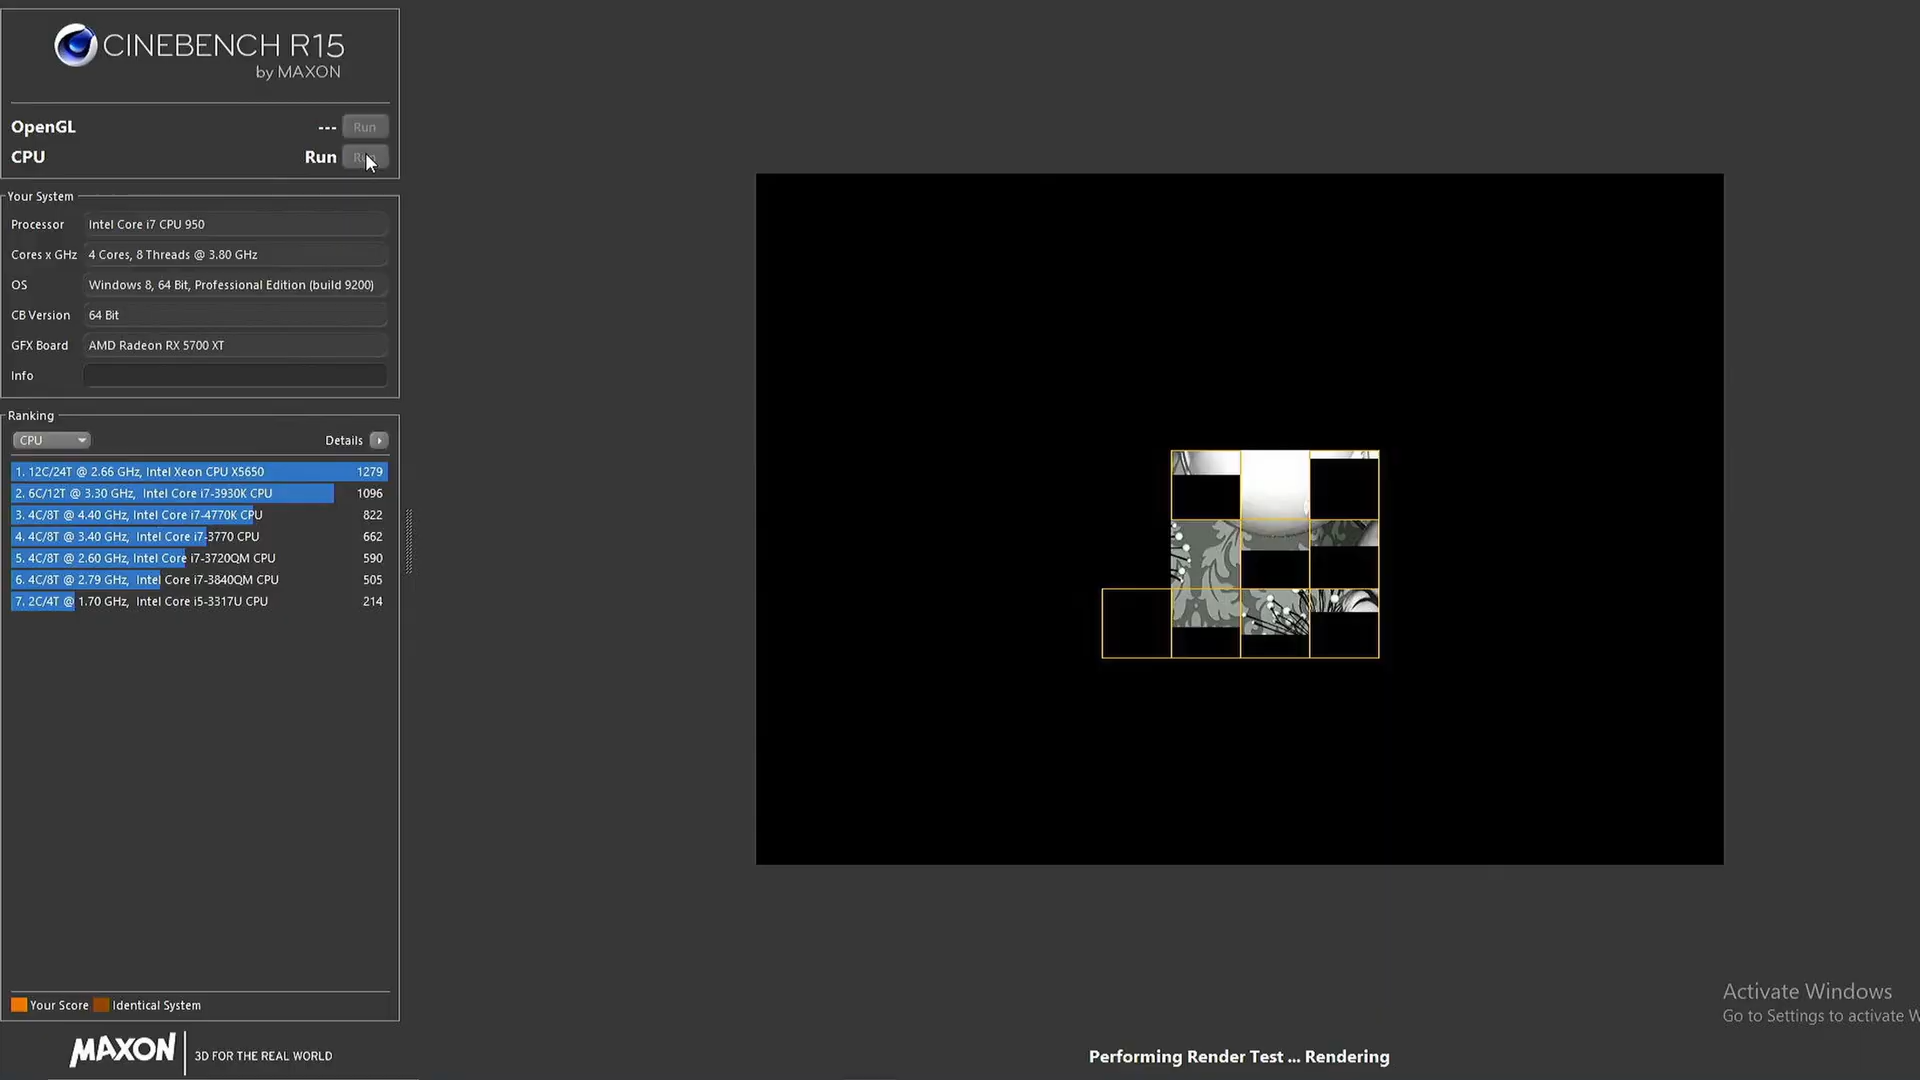 CINEBENCH R15
by MAXON
OpenGL --- Run
CPU Run
Your System
Processor Intel Core i7 CPU 950
Cores x GHz 4 Cores, 8 Threads @ 3.80 GHz
OS Windows 8, 64 Bit, Professional Edition (build 9200)
CB Version 64 Bit
GFX Board AMD Radeon RX 5700 XT
Info
Ranking
CPU Details
1. 12C/24T @ 2.66 GHz, Intel Xeon CPU X5650 1279
2. 6C/12T @ 3.30 GHz, Intel Core i7-3930K CPU 1096
3. 4C/8T @ 4.40 GHz, Intel Core i7-4770K CPU 822
4. 4C/8T @ 3.40 GHz, Intel Core i7-3770 CPU 662
5. 4C/8T @ 2.60 GHz, Intel Core i7-3720QM CPU 590
6. 4C/8T @ 2.79 GHz, Intel Core i7-3840QM CPU 505
7. 2C/4T @ 1.70 GHz, Intel Core i5-3317U CPU 214
Your Score Identical System
MAXON 3D FOR THE REAL WORLD
Performing Render Test ... Rendering
Activate Windows
Go to Settings to activate W